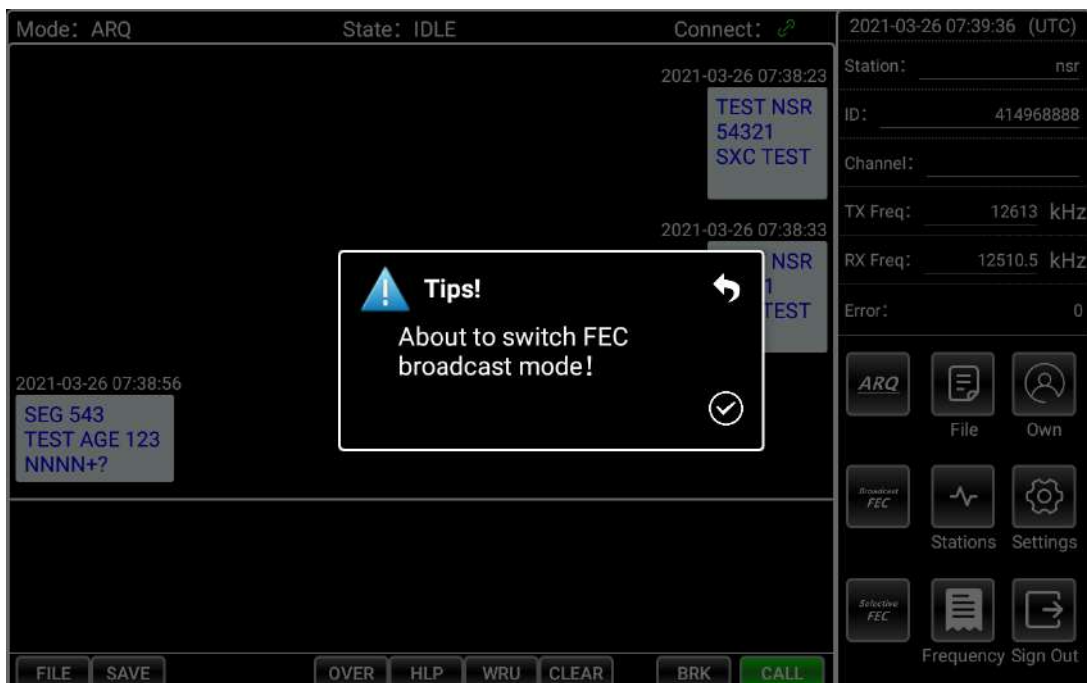 Mode: ARQ
State: IDLE
Connect:
2021-03-26 07:39:36 (UTC)
2021-03-26 07:38:23
TEST NSR
54321
SXC TEST
2021-03-26 07:38:33
NSR
1
TEST
Tips!
About to switch FEC
broadcast mode!
2021-03-26 07:38:56
SEG 543
TEST AGE 123
NNNN+?
FILE
SAVE
OVER
HLP
WRU
CLEAR
BRK
CALL
Station: nsr
ID: 414968888
Channel:
TX Freq: 12613 kHz
RX Freq: 12510.5 kHz
Error: 0
ARQ
File
Own
Broadcast
FEC
Stations
Settings
Selective
FEC
Frequency
Sign Out